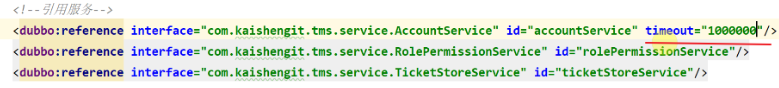 <!--引用服务-->
<dubbo:reference interface="com.kaishengit.tms.service.AccountService" id="accountService" timeout="1000000"/>
<dubbo:reference interface="com.kaishengit.tms.service.RolePermissionService" id="rolePermissionService"/>
<dubbo:reference interface="com.kaishengit.tms.service.TicketStoreService" id="ticketStoreService"/>